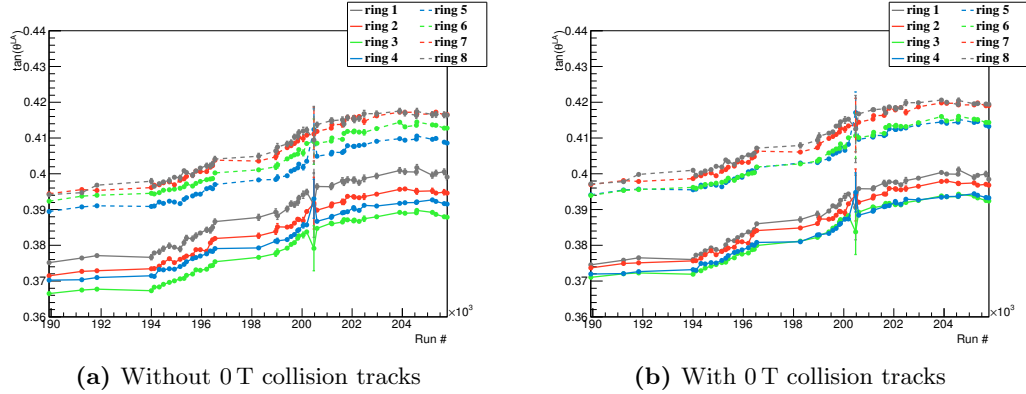 tan(θ^LA)
0.44
0.43
0.42
0.41
0.4
0.39
0.38
0.37
0.36
190 192 194 196 198 200 202 204
×10³
Run #
ring 1 ring 5
ring 2 ring 6
ring 3 ring 7
ring 4 ring 8
(a) Without 0 T collision tracks
tan(θ^LA)
0.44
0.43
0.42
0.41
0.4
0.39
0.38
0.37
0.36
190 192 194 196 198 200 202 204
×10³
Run #
ring 1 ring 5
ring 2 ring 6
ring 3 ring 7
ring 4 ring 8
(b) With 0 T collision tracks